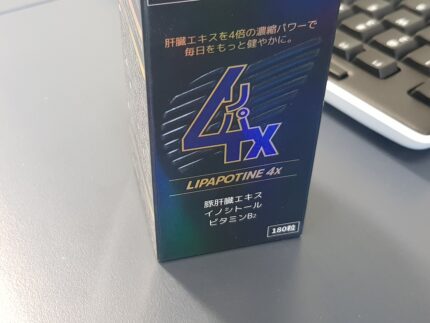 肝臓エキスを4倍の濃縮パワーで
毎日をもっと健やかに。
4x
LIPAPOTINE 4X
豚肝臓エキス
イノシトール
ビタミンB2
180粒